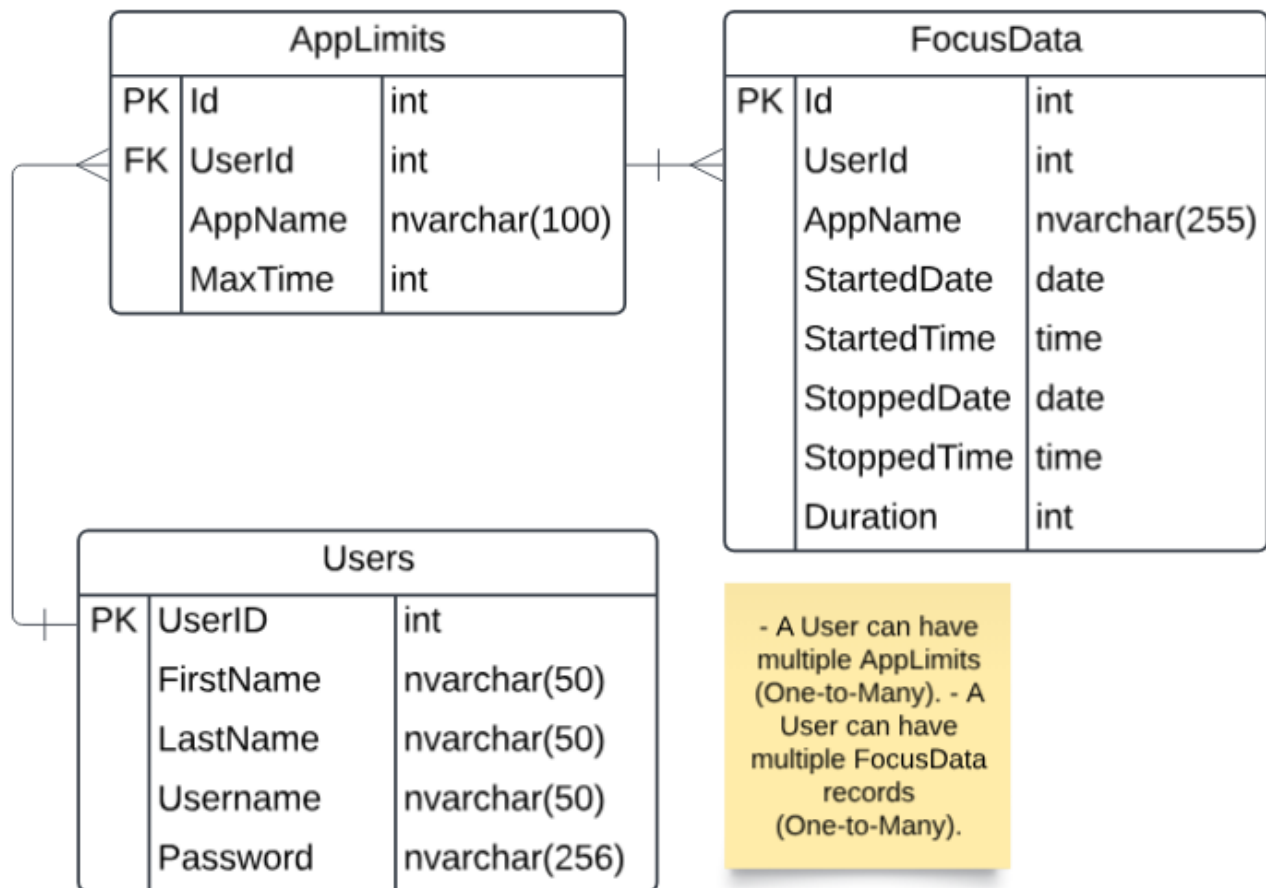 AppLimits
PK Id int
FK UserId int
AppName nvarchar(100)
MaxTime int
FocusData
PK Id int
UserId int
AppName nvarchar(255)
StartedDate date
StartedTime time
StoppedDate date
StoppedTime time
Duration int
Users
PK UserID int
FirstName nvarchar(50)
LastName nvarchar(50)
Username nvarchar(50)
Password nvarchar(256)
- A User can have
multiple AppLimits
(One-to-Many). - A
User can have
multiple FocusData
records
(One-to-Many).